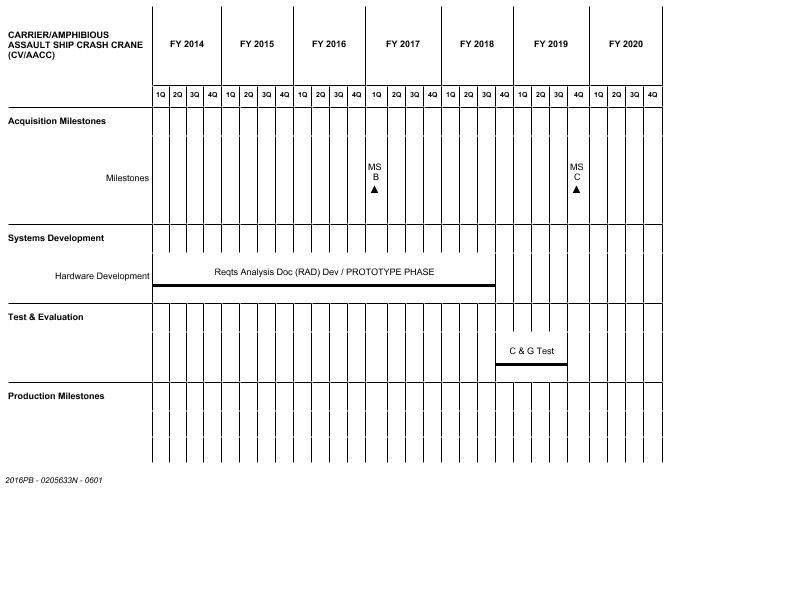 CARRIER/AMPHIBIOUS
ASSAULT SHIP CRASH CRANE
(CV/AACC)
FY 2014 FY 2015 FY 2016 FY 2017 FY 2018 FY 2019 FY 2020
1Q 2Q 3Q 4Q 1Q 2Q 3Q 4Q 1Q 2Q 3Q 4Q 1Q 2Q 3Q 4Q 1Q 2Q 3Q 4Q 1Q 2Q 3Q 4Q 1Q 2Q 3Q 4Q
Acquisition Milestones
Milestones
MS
B
MS
C
Systems Development
Hardware Development
Reqts Analysis Doc (RAD) Dev / PROTOTYPE PHASE
Test & Evaluation
C & G Test
Production Milestones
2016PB - 0205633N - 0601